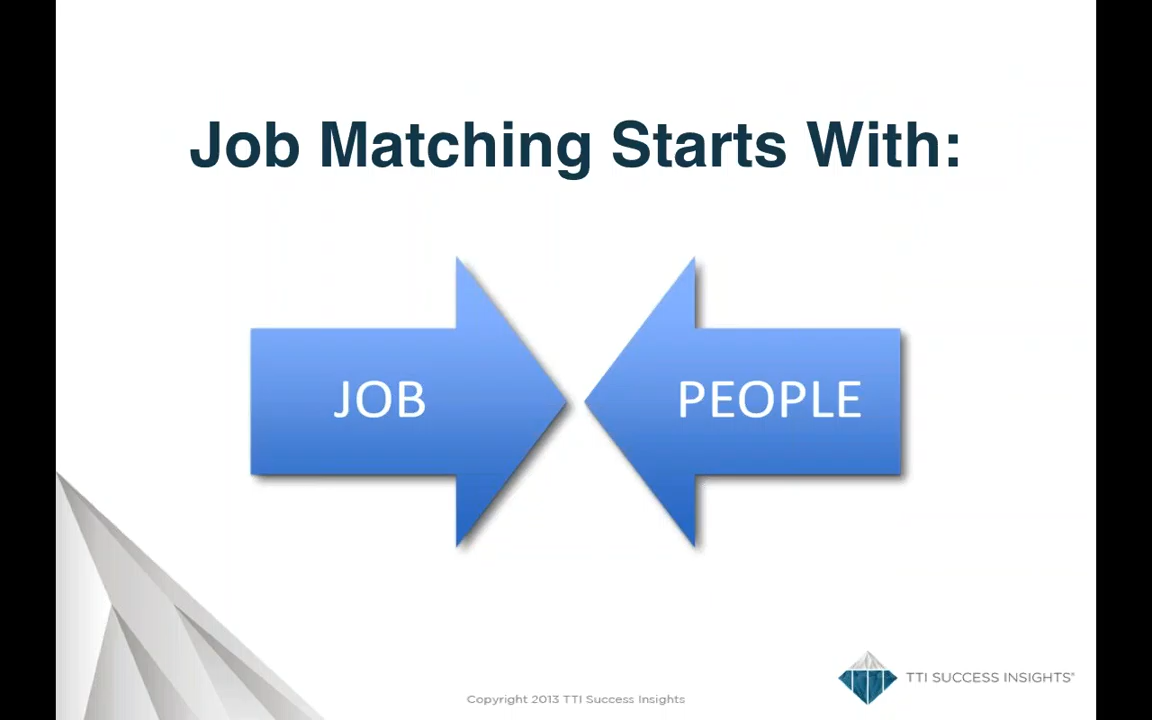 Job Matching Starts With:
JOB
PEOPLE
TTI SUCCESS INSIGHTS®
Copyright 2013 TTI Success Insights